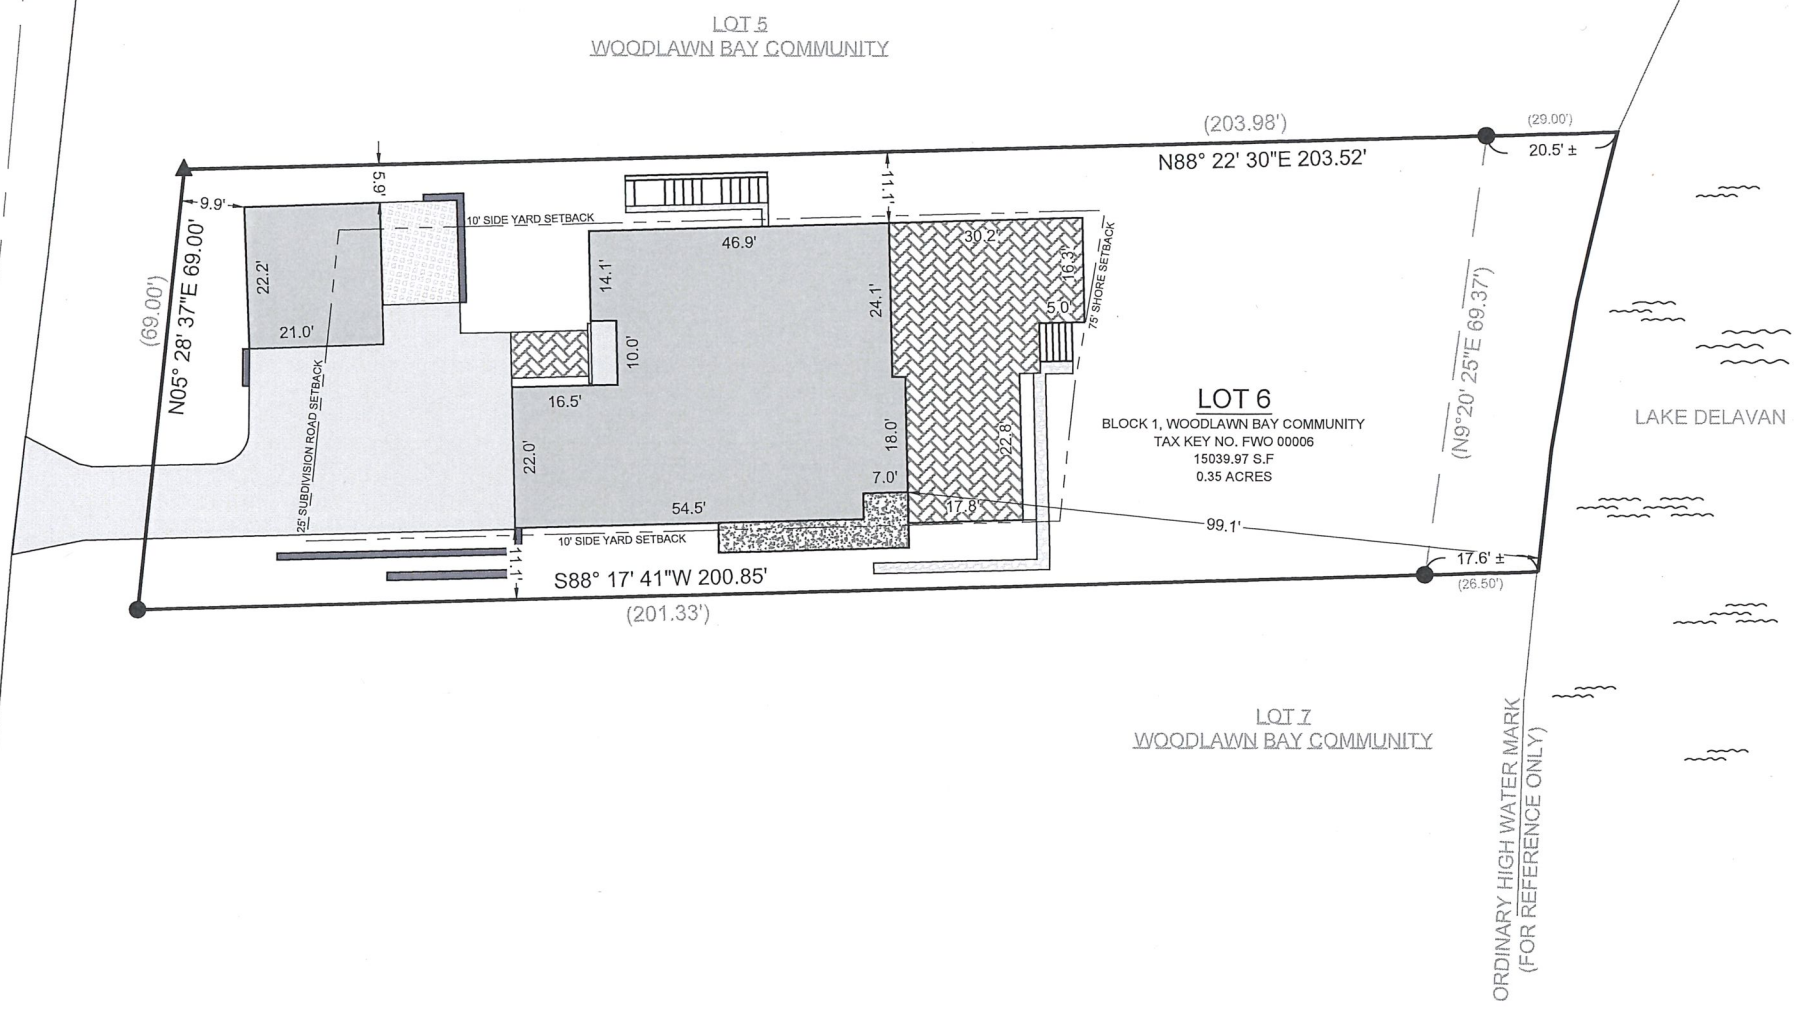 LOT 5
WOODLAWN BAY COMMUNITY
(203.98')
(29.00')
N88° 22' 30"E 203.52'
20.5' ±
5.9'
11.1'
9.9'
10' SIDE YARD SETBACK
46.9'
30.2'
(69.00')
N05° 28' 37"E 69.00'
22.2'
14.1'
24.1'
16.3'
75' SHORE SETBACK
5.0'
21.0'
10.0'
16.5'
25' SUBDIVISION ROAD SETBACK
22.0'
18.0'
22.8'
7.0'
54.5'
17.8'
LOT 6
BLOCK 1, WOODLAWN BAY COMMUNITY
TAX KEY NO. FWO 00006
15039.97 S.F
0.35 ACRES
(N9°20' 25"E 69.37')
LAKE DELAVAN
99.1'
10' SIDE YARD SETBACK
11.1'
S88° 17' 41"W 200.85'
17.6' ±
(26.50')
(201.33')
LOT 7
WOODLAWN BAY COMMUNITY
ORDINARY HIGH WATER MARK
(FOR REFERENCE ONLY)